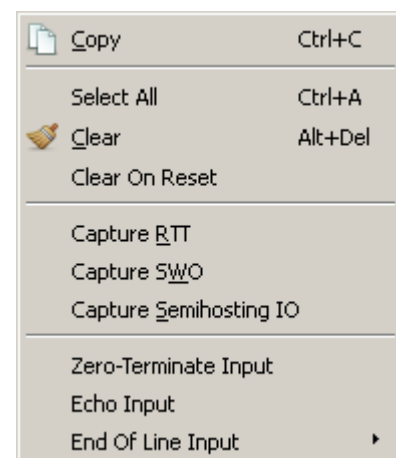 Copy Ctrl+C
Select All Ctrl+A
Clear Alt+Del
Clear On Reset
Capture RTT
Capture SWO
Capture Semihosting IO
Zero-Terminate Input
Echo Input
End Of Line Input